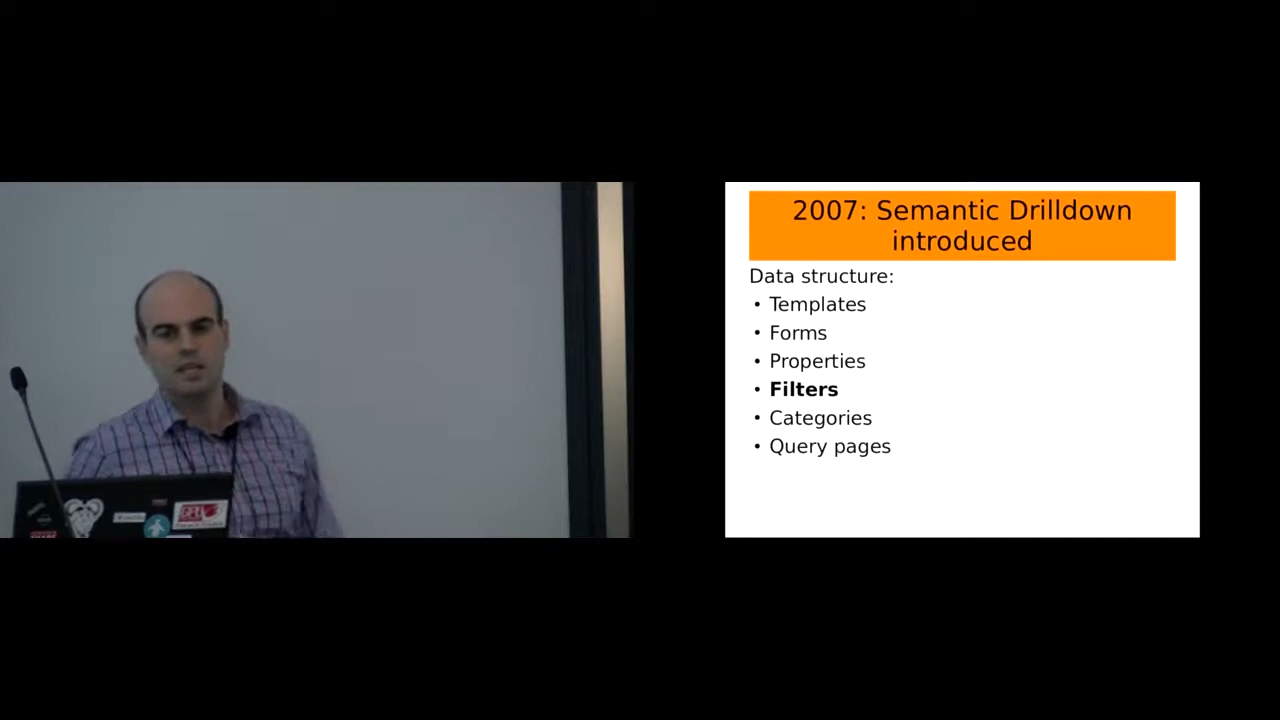 2007: Semantic Drilldown
introduced
Data structure:
• Templates
• Forms
• Properties
• Filters
• Categories
• Query pages